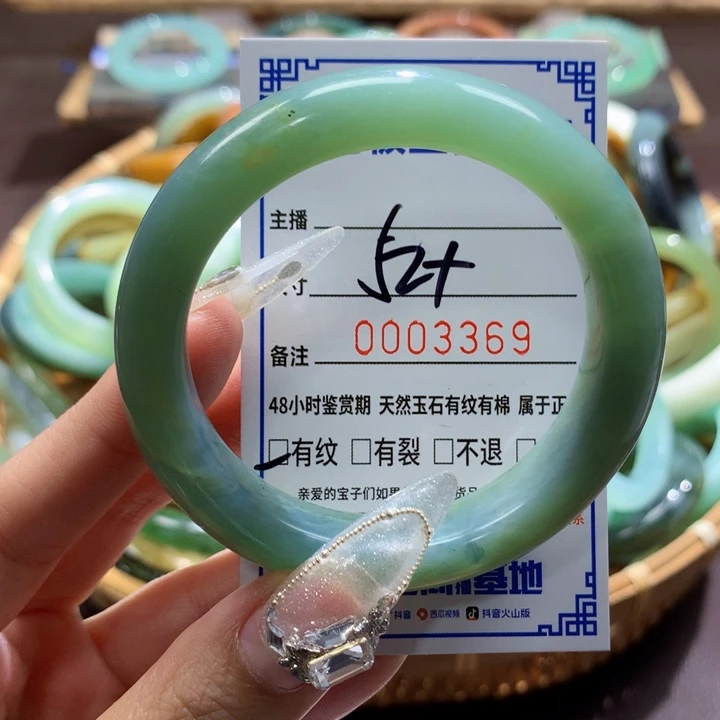 主播
寸 52+
备注 0003369
48小时鉴赏期 天然玉石有纹有棉 属于正
□有纹 □有裂 □不退 □
亲爱的宝子们如果
基地
抖音 西瓜视频 抖音火山版